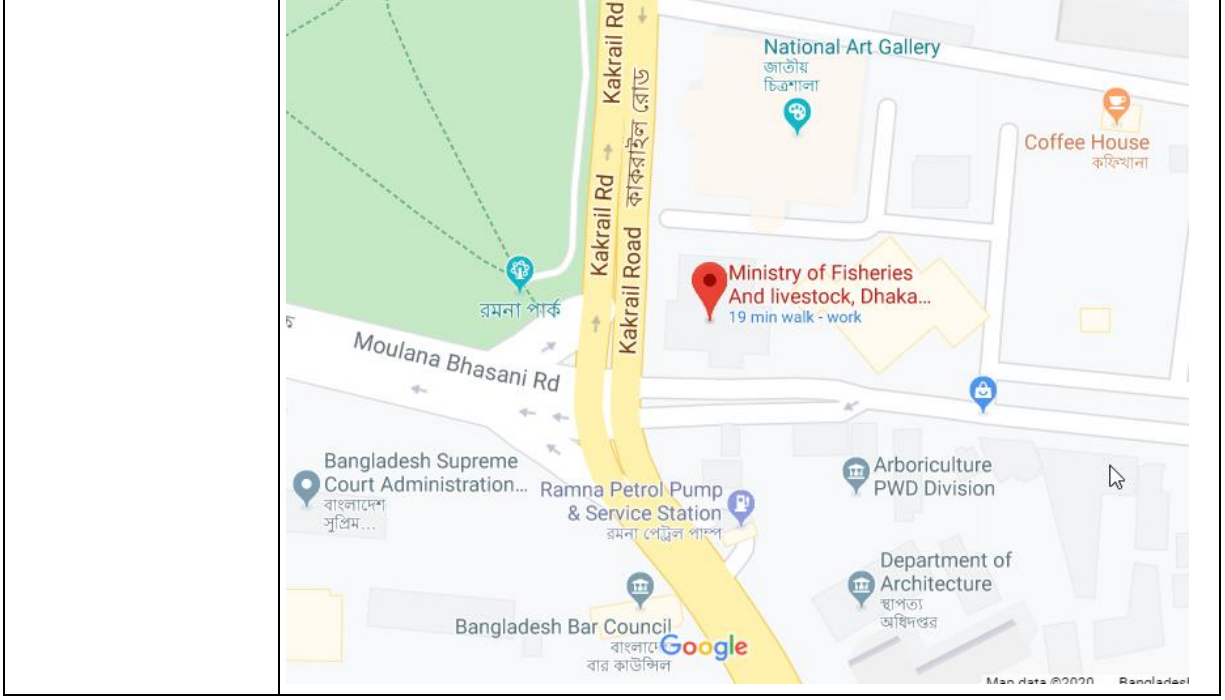 Kakrail Rd
National Art Gallery
জাতীয়
চিত্রশালা
Coffee House
কফিখানা
কাকরাইল রোড
Kakrail Rd
Kakrail Road
রমনা পার্ক
Ministry of Fisheries
And livestock, Dhaka...
19 min walk - work
Moulana Bhasani Rd
Bangladesh Supreme
Court Administration...
বাংলাদেশ
সুপ্রিম...
Ramna Petrol Pump
& Service Station
রমনা পেট্রল পাম্প
Arboriculture
PWD Division
Department of
Architecture
স্থাপত্য
অধিদপ্তর
Bangladesh Bar Council
বার কাউন্সিল
Google
Map data ©2020